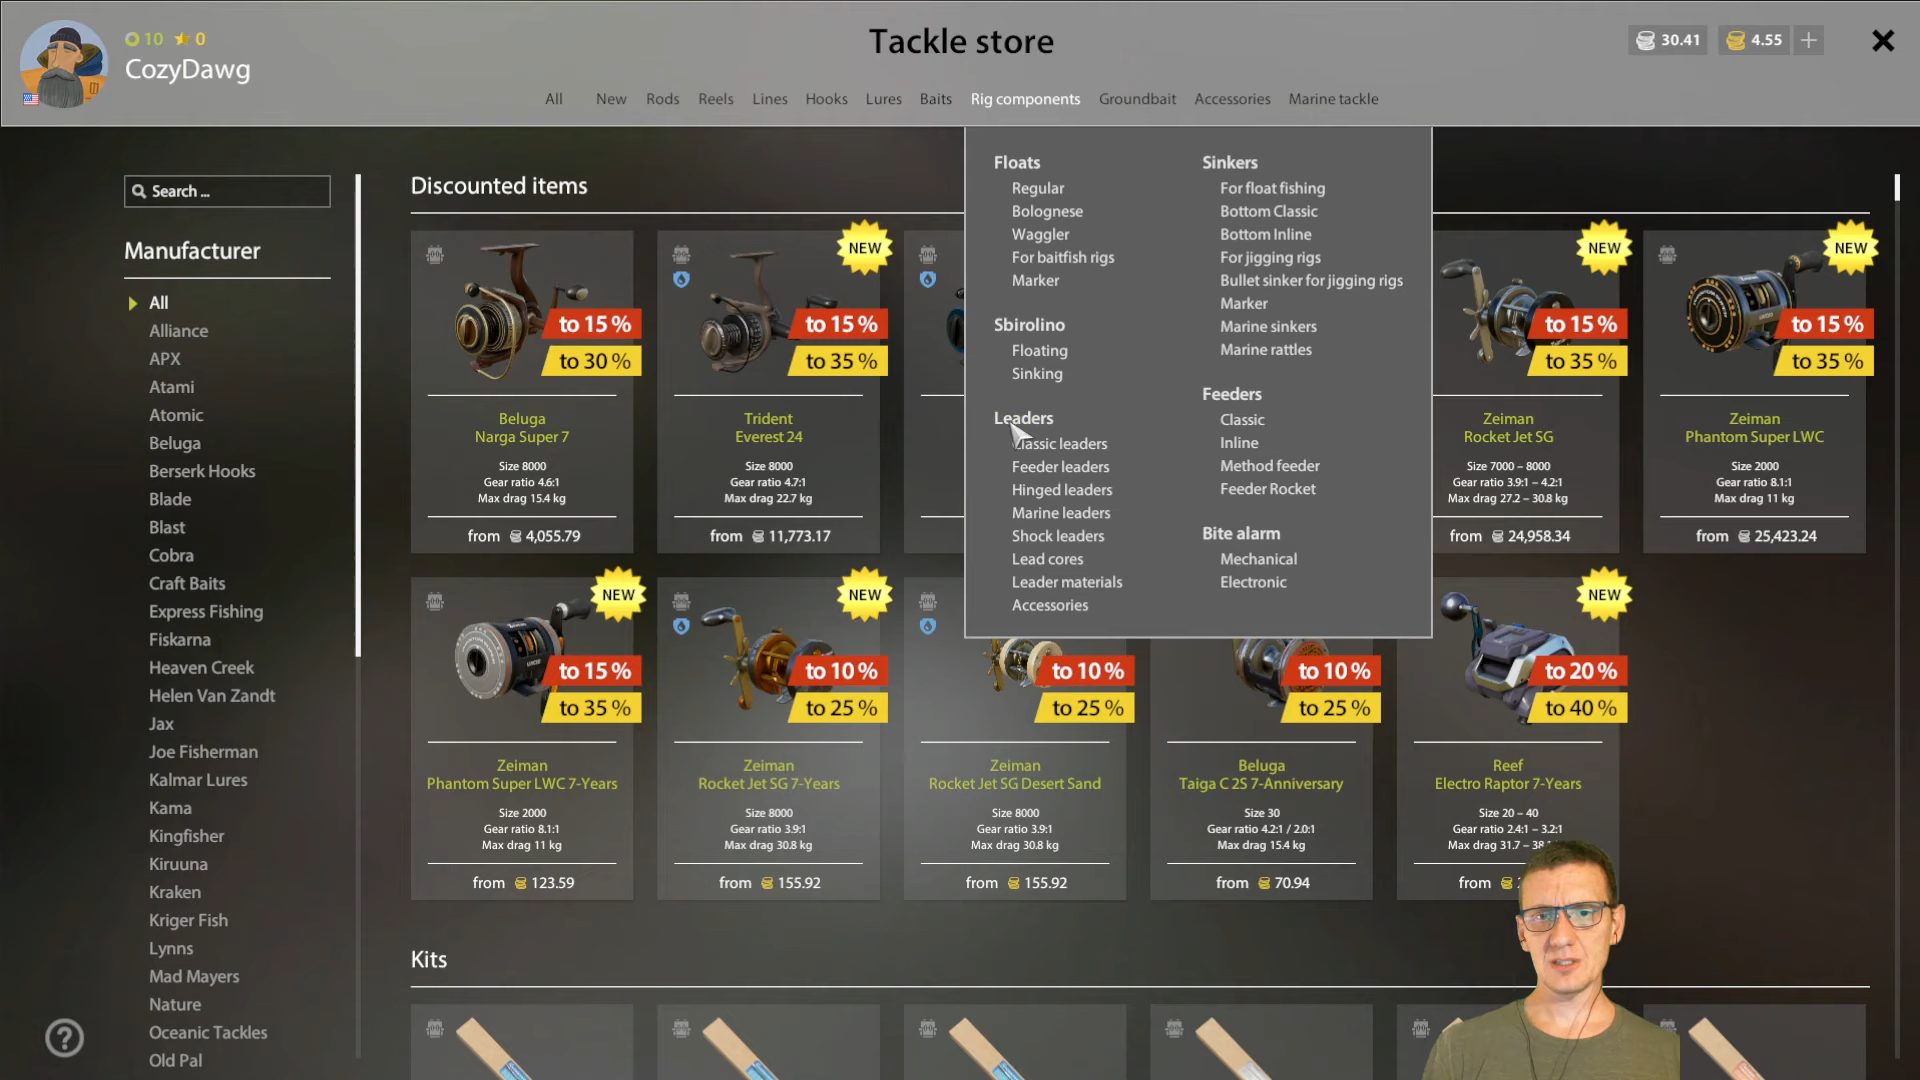 10 0
CozyDawg
Tackle store
30.41
4.55
All New Rods Reels Lines Hooks Lures Baits Rig components Groundbait Accessories Marine tackle
Search ...
Manufacturer
All
Alliance
APX
Atami
Atomic
Beluga
Berserk Hooks
Blade
Blast
Cobra
Craft Baits
Express Fishing
Fiskarna
Heaven Creek
Helen Van Zandt
Jax
Joe Fisherman
Kalmar Lures
Kama
Kingfisher
Kiruuna
Kraken
Kriger Fish
Lynns
Mad Mayers
Nature
Oceanic Tackles
Old Pal
Floats
Regular
Bolognese
Waggler
For baitfish rigs
Marker
Sbirolino
Floating
Sinking
Leaders
Classic leaders
Feeder leaders
Hinged leaders
Marine leaders
Shock leaders
Lead cores
Leader materials
Accessories
Sinkers
For float fishing
Bottom Classic
Bottom Inline
For jigging rigs
Bullet sinker for jigging rigs
Marker
Marine sinkers
Marine rattles
Feeders
Classic
Inline
Method feeder
Feeder Rocket
Bite alarm
Mechanical
Electronic
Discounted items
to 15 %
to 30 %
Beluga
Narga Super 7
Size 8000
Gear ratio 4.6:1
Max drag 15.4 kg
from 4,055.79
NEW
to 15 %
to 35 %
Trident
Everest 24
Size 8000
Gear ratio 4.7:1
Max drag 22.7 kg
from 11,773.17
NEW
to 15 %
to 35 %
Zeiman
Rocket Jet SG
Size 7000 – 8000
Gear ratio 3.9:1 – 4.2:1
Max drag 27.2 – 30.8 kg
from 24,958.34
NEW
to 15 %
to 35 %
Zeiman
Phantom Super LWC
Size 2000
Gear ratio 8.1:1
Max drag 11 kg
from 25,423.24
NEW
to 15 %
to 35 %
Zeiman
Phantom Super LWC 7-Years
Size 2000
Gear ratio 8.1:1
Max drag 11 kg
from 123.59
NEW
to 10 %
to 25 %
Zeiman
Rocket Jet SG 7-Years
Size 8000
Gear ratio 3.9:1
Max drag 30.8 kg
from 155.92
to 10 %
to 25 %
Zeiman
Rocket Jet SG Desert Sand
Size 8000
Gear ratio 3.9:1
Max drag 30.8 kg
from 155.92
to 10 %
to 25 %
Beluga
Taiga C 2S 7-Anniversary
Size 30
Gear ratio 4.2:1 / 2.0:1
Max drag 15.4 kg
from 70.94
NEW
to 20 %
to 40 %
Reef
Electro Raptor 7-Years
Size 20 – 40
Gear ratio 2.4:1 – 3.2:1
Max drag 31.7 –
from
Kits
?